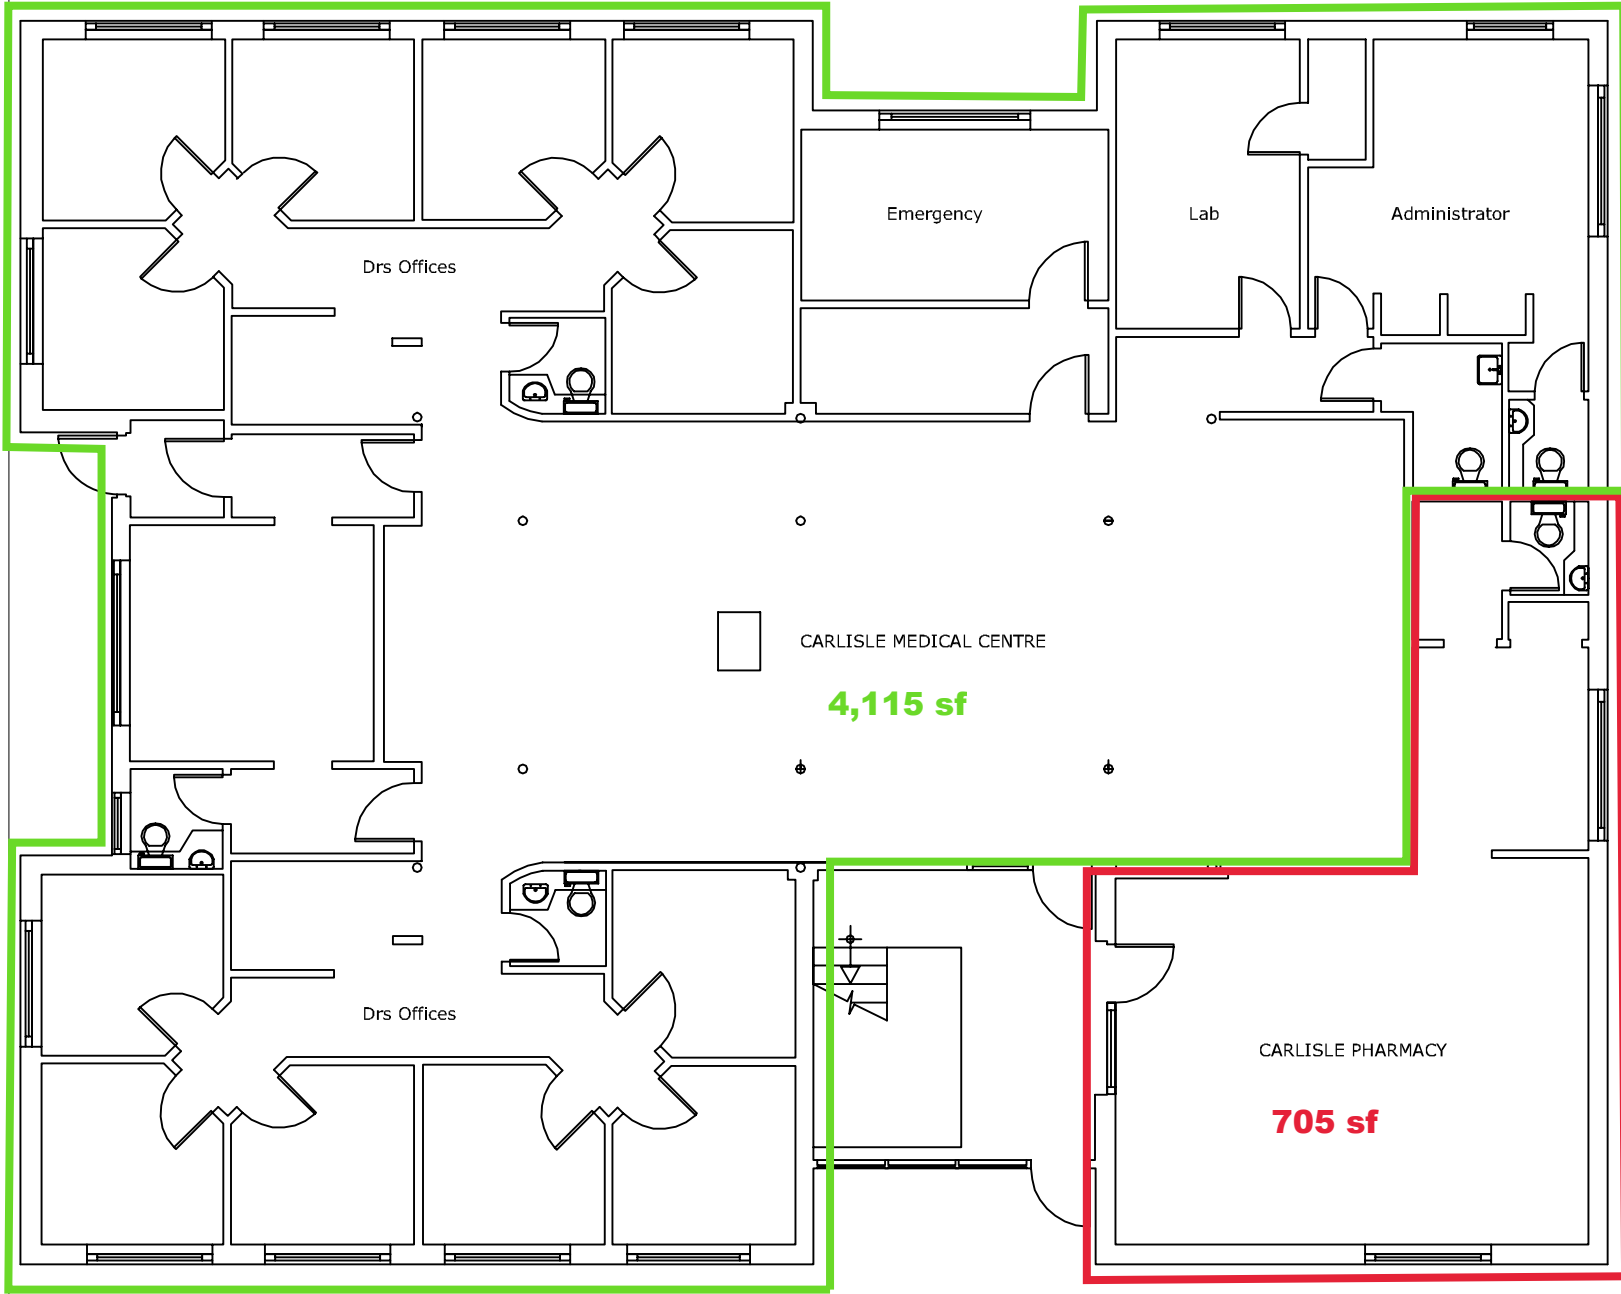 Emergency
Lab
Administrator
Drs Offices
CARLISLE MEDICAL CENTRE
4,115 sf
Drs Offices
CARLISLE PHARMACY
705 sf